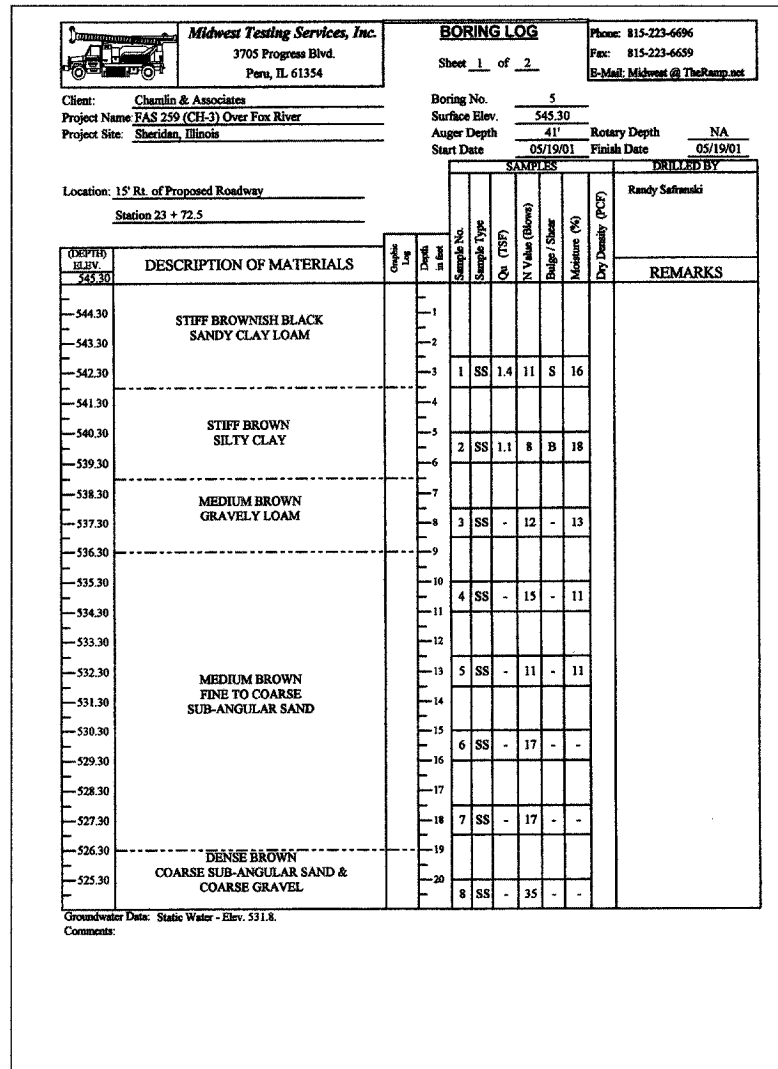 Midwest Testing Services, Inc.
3705 Progress Blvd.
Peru, IL 61354
BORING LOG
Sheet 1 of 2
Phone: 815-223-6696
Fax: 815-223-6659
E-Mail: Midwest @ TheRamp.net
Client: Chamlin & Associates
Project Name: FAS 259 (CH-3) Over Fox River
Project Site: Sheridan, Illinois
Boring No. 5
Surface Elev. 545.30
Auger Depth 41' Rotary Depth NA
Start Date 05/19/01 Finish Date 05/19/01
Location: 15' Rt. of Proposed Roadway
Station 23 + 72.5
SAMPLES
DRILLED BY
Randy Safranski
(DEPTH)
ELEV.
545.30
DESCRIPTION OF MATERIALS
Graphic
Log
Depth
in feet
Sample No.
Sample Type
Qu (TSF)
N Value (Blows)
Bulge / Shear
Moisture (%)
Dry Density (PCF)
REMARKS
544.30 1
STIFF BROWNISH BLACK
SANDY CLAY LOAM
543.30 2
542.30 3 1 SS 1.4 11 S 16
541.30 4
STIFF BROWN
540.30 5
SILTY CLAY
2 SS 1.1 8 B 18
539.30 6
538.30 7
MEDIUM BROWN
GRAVELY LOAM
537.30 8 3 SS - 12 - 13
536.30 9
535.30 10
4 SS - 15 - 11
534.30 11
533.30 12
532.30 13 5 SS - 11 - 11
MEDIUM BROWN
FINE TO COARSE
SUB-ANGULAR SAND
531.30 14
530.30 15
6 SS - 17 - -
529.30 16
528.30 17
527.30 18 7 SS - 17 - -
526.30 19
DENSE BROWN
COARSE SUB-ANGULAR SAND &
COARSE GRAVEL
525.30 20
8 SS - 35 - -
Groundwater Data: Static Water - Elev. 531.8.
Comments: